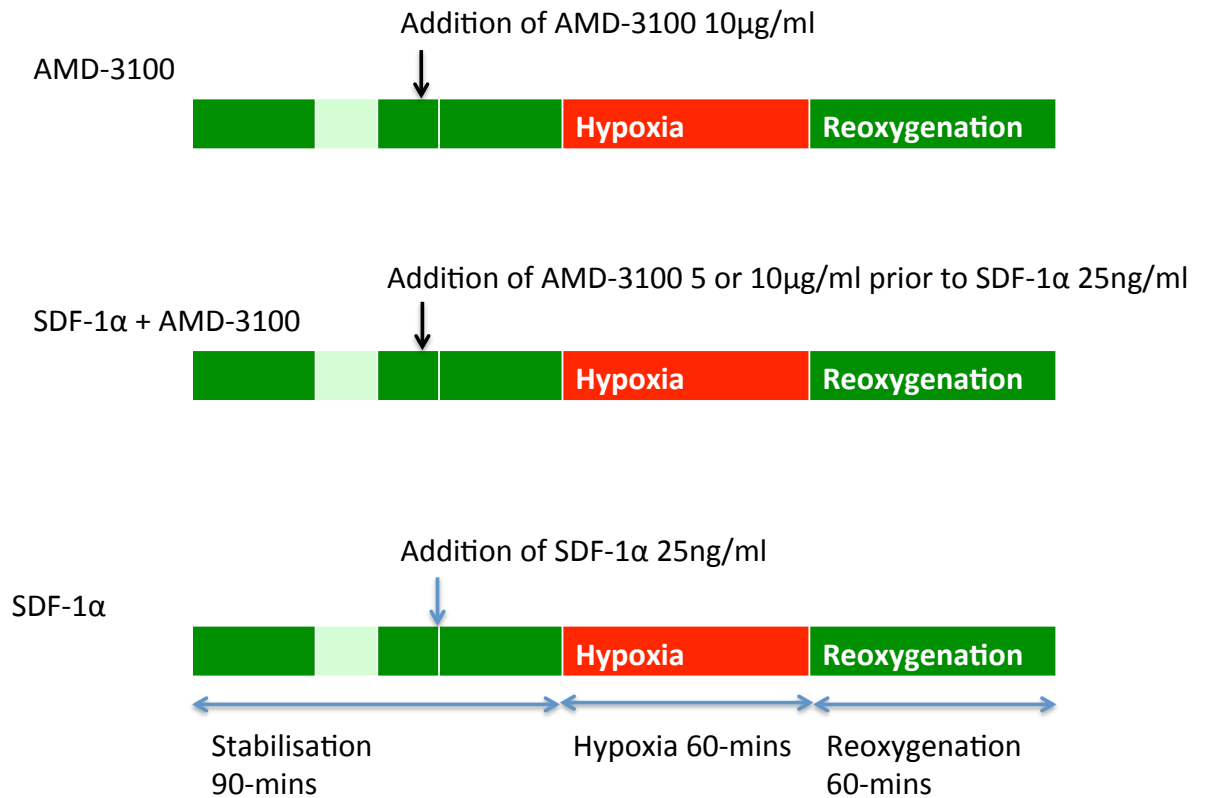 Addition of AMD-3100 10µg/ml
AMD-3100
Hypoxia
Reoxygenation
Addition of AMD-3100 5 or 10µg/ml prior to SDF-1α 25ng/ml
SDF-1α + AMD-3100
Hypoxia
Reoxygenation
Addition of SDF-1α 25ng/ml
SDF-1α
Hypoxia
Reoxygenation
Stabilisation
90-mins
Hypoxia 60-mins
Reoxygenation
60-mins